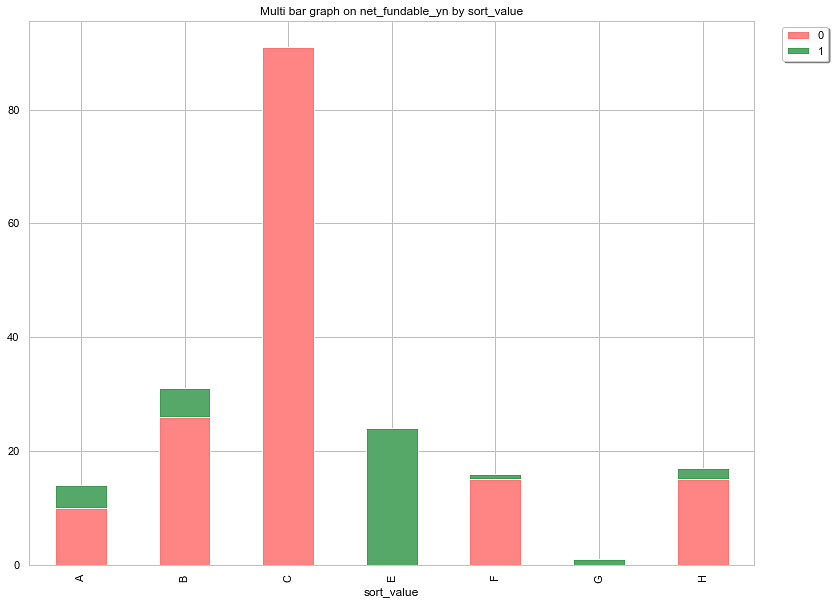 Multi bar graph on net_fundable_yn by sort_value
0
1
80
60
40
20
0
A
B
C
E
F
G
H
sort_value